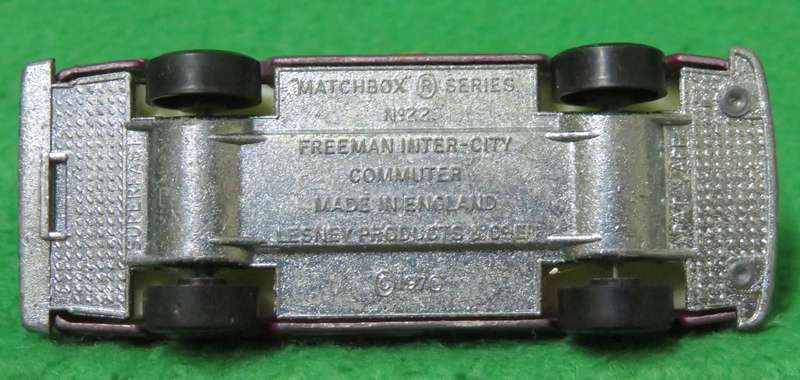 MATCHBOX ® SERIES
Nº22
FREEMAN INTER-CITY
COMMUTER
MADE IN ENGLAND
LESNEY PRODUCTS & CO LTD
© 1970
SUPERFAST